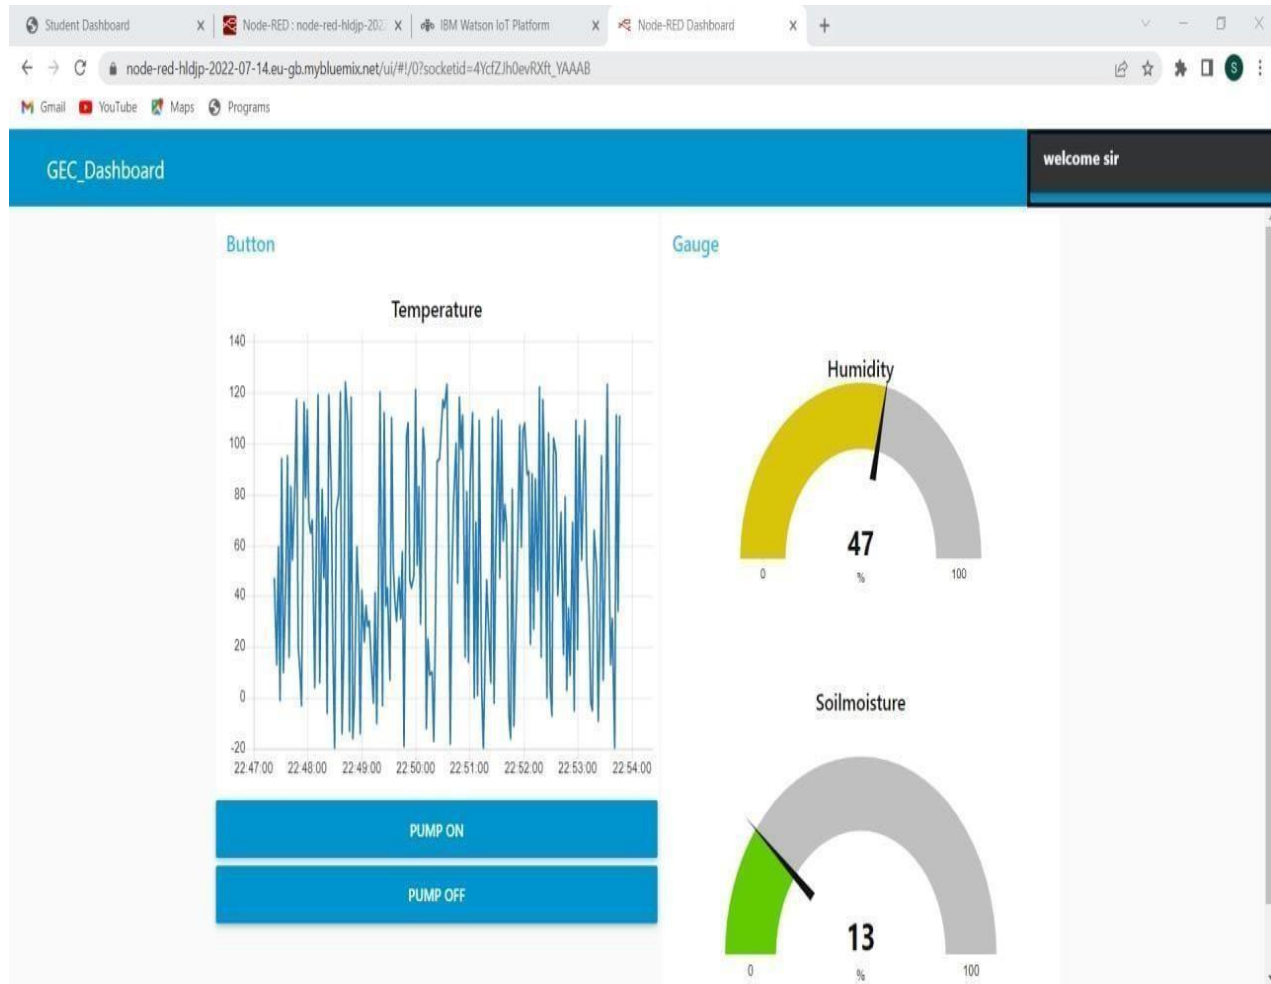 Student Dashboard
Node-RED : node-red-hldjp-202
IBM Watson IoT Platform
Node-RED Dashboard
node-red-hldjp-2022-07-14.eu-gb.mybluemix.net/ui/#!/0?socketid=4YcfZJh0evRXft_YAAAB
S
Gmail YouTube Maps Programs
GEC_Dashboard
welcome sir
Button
Temperature
140
120
100
80
60
40
20
0
-20
22:47:00 22:48:00 22:49:00 22:50:00 22:51:00 22:52:00 22:53:00 22:54:00
PUMP ON
PUMP OFF
Gauge
Humidity
47
%
0 100
Soilmoisture
13
%
0 100